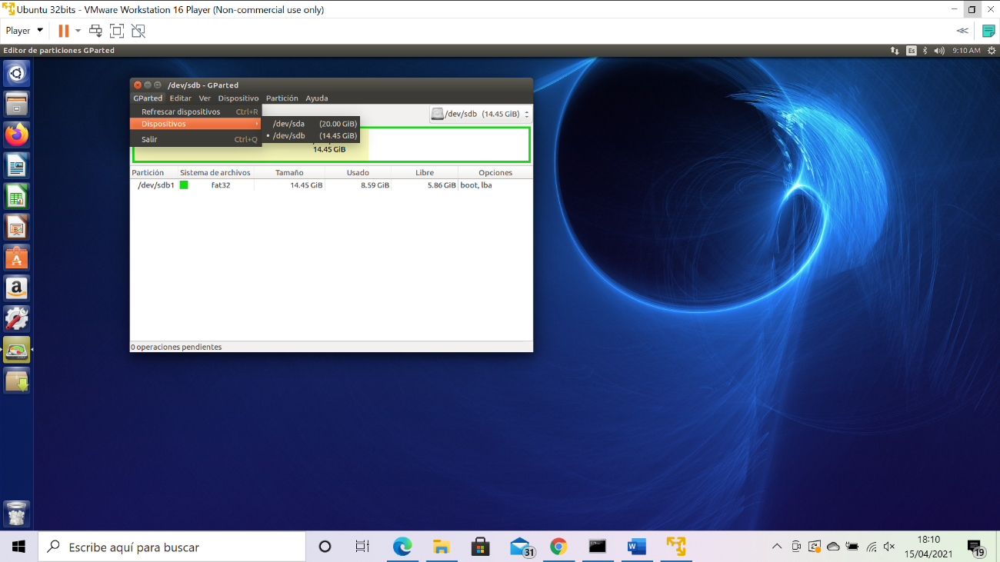 Ubuntu 32bits - VMware Workstation 16 Player (Non-commercial use only)
Player
Editor de particiones GParted
Es
9:10 AM
/dev/sdb - GParted
GParted Editar Ver Dispositivo Partición Ayuda
Refrescar dispositivos Ctrl+R
/dev/sdb (14.45 GiB)
Dispositivos
/dev/sda (20.00 GiB)
• /dev/sdb (14.45 GiB)
Salir Ctrl+Q
14.45 GiB
Partición Sistema de archivos Tamaño Usado Libre Opciones
/dev/sdb1 fat32 14.45 GiB 8.59 GiB 5.86 GiB boot, lba
0 operaciones pendientes
Escribe aquí para buscar
31
18:10
15/04/2021
19